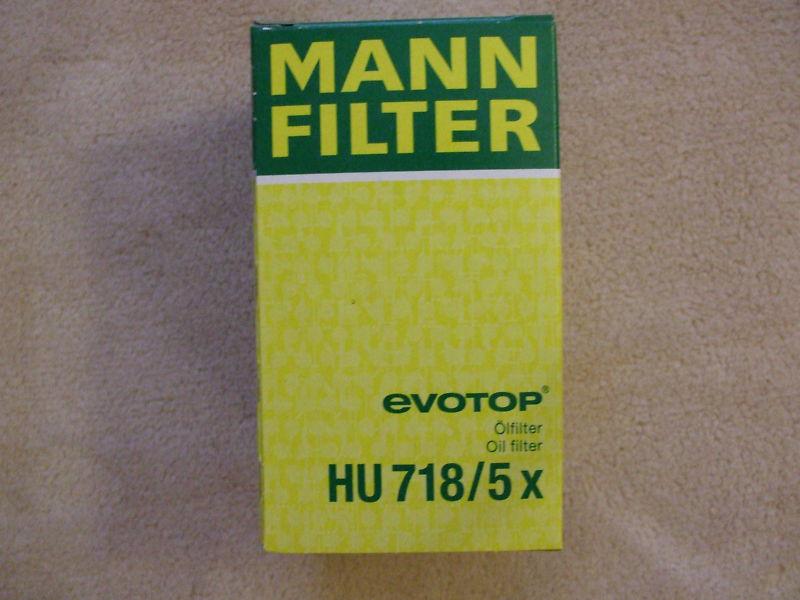 MANN
FILTER
evotop®
Ölfilter
Oil filter
HU 718/5 x